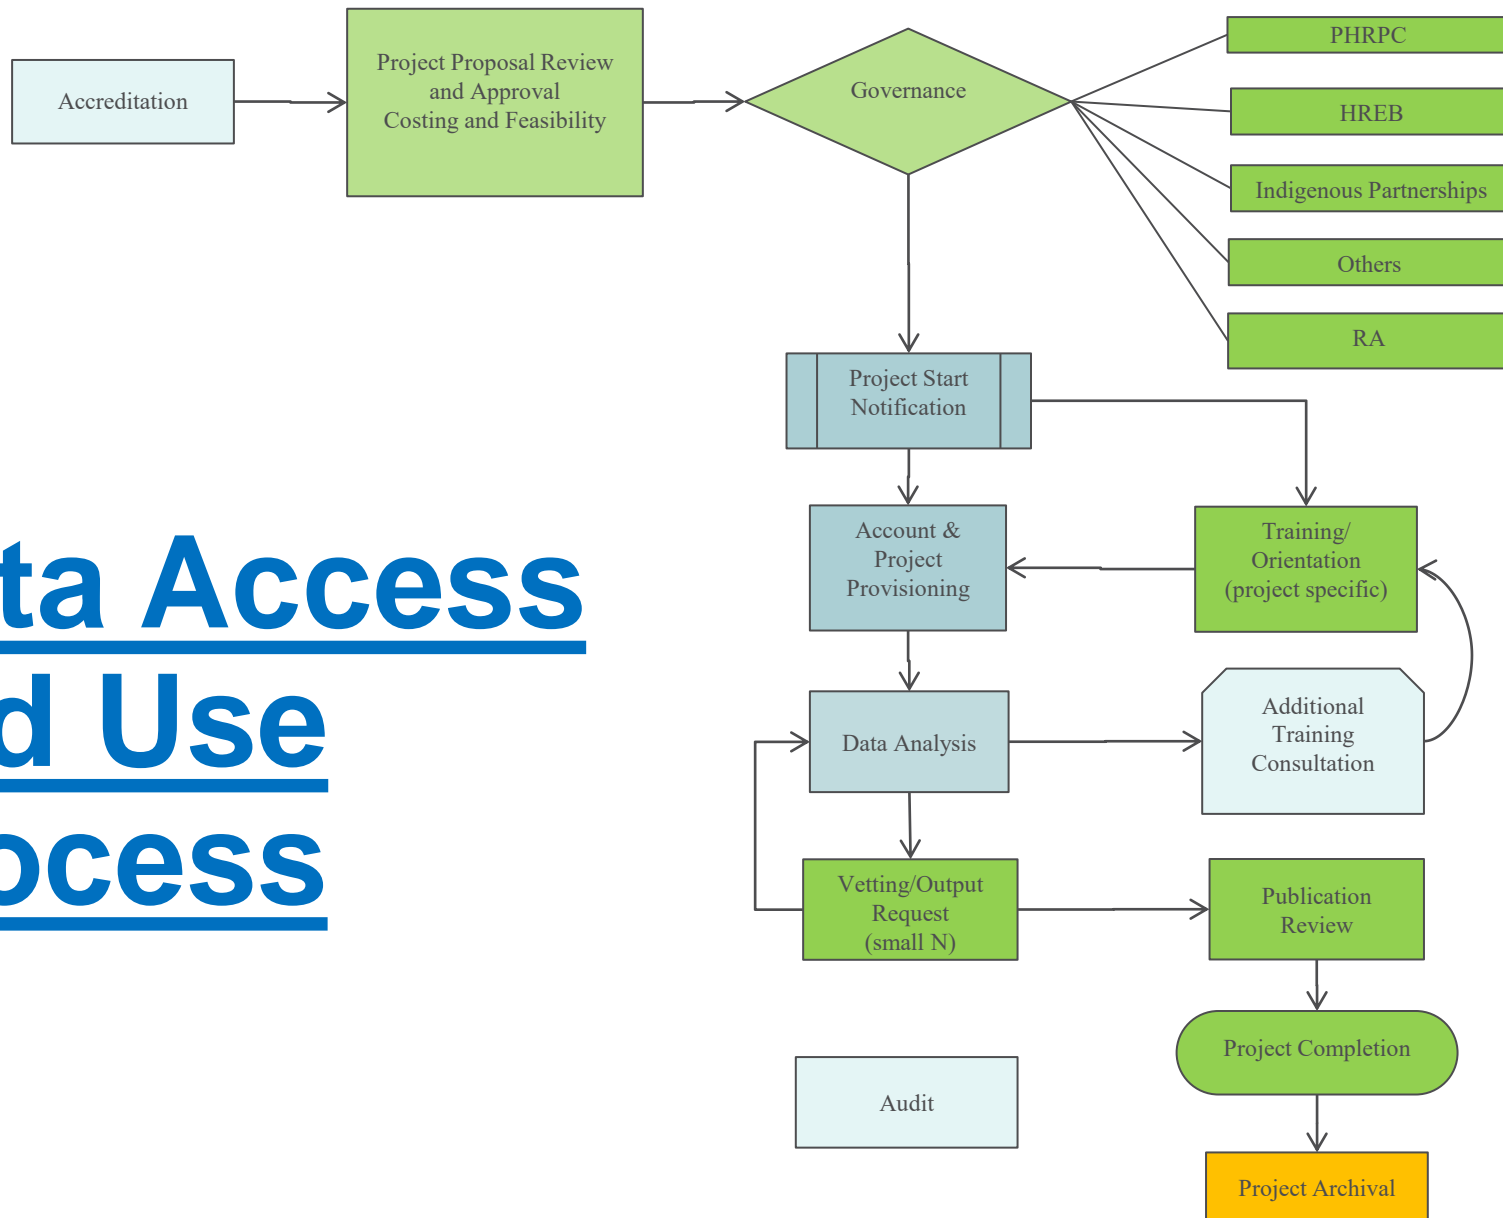 Accreditation
Project Proposal Review
and Approval
Costing and Feasibility
Governance
PHRPC
HREB
Indigenous Partnerships
Others
RA
Project Start
Notification
Account &
Project
Provisioning
Training/
Orientation
(project specific)
ta Access
d Use
ocess
Data Analysis
Additional
Training
Consultation
Vetting/Output
Request
(small N)
Publication
Review
Project Completion
Audit
Project Archival